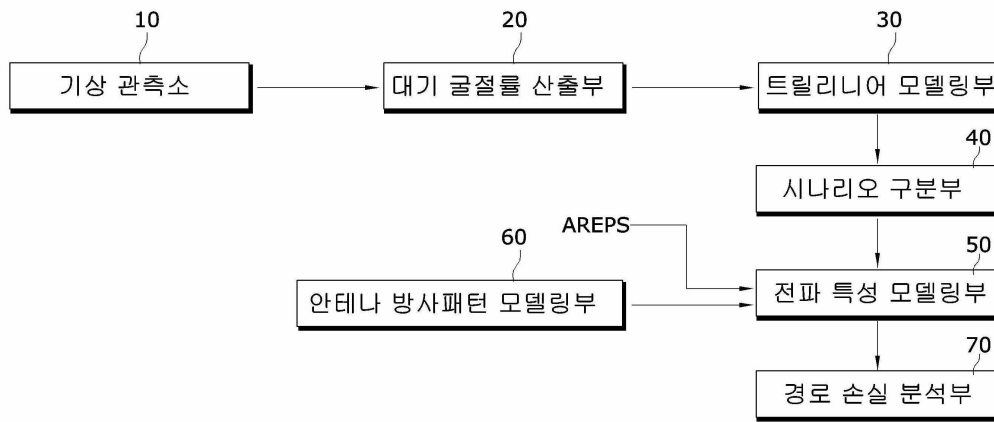 10
20
30
기상 관측소
대기 굴절률 산출부
트릴리니어 모델링부
40
시나리오 구분부
AREPS
60
50
안테나 방사패턴 모델링부
전파 특성 모델링부
70
경로 손실 분석부